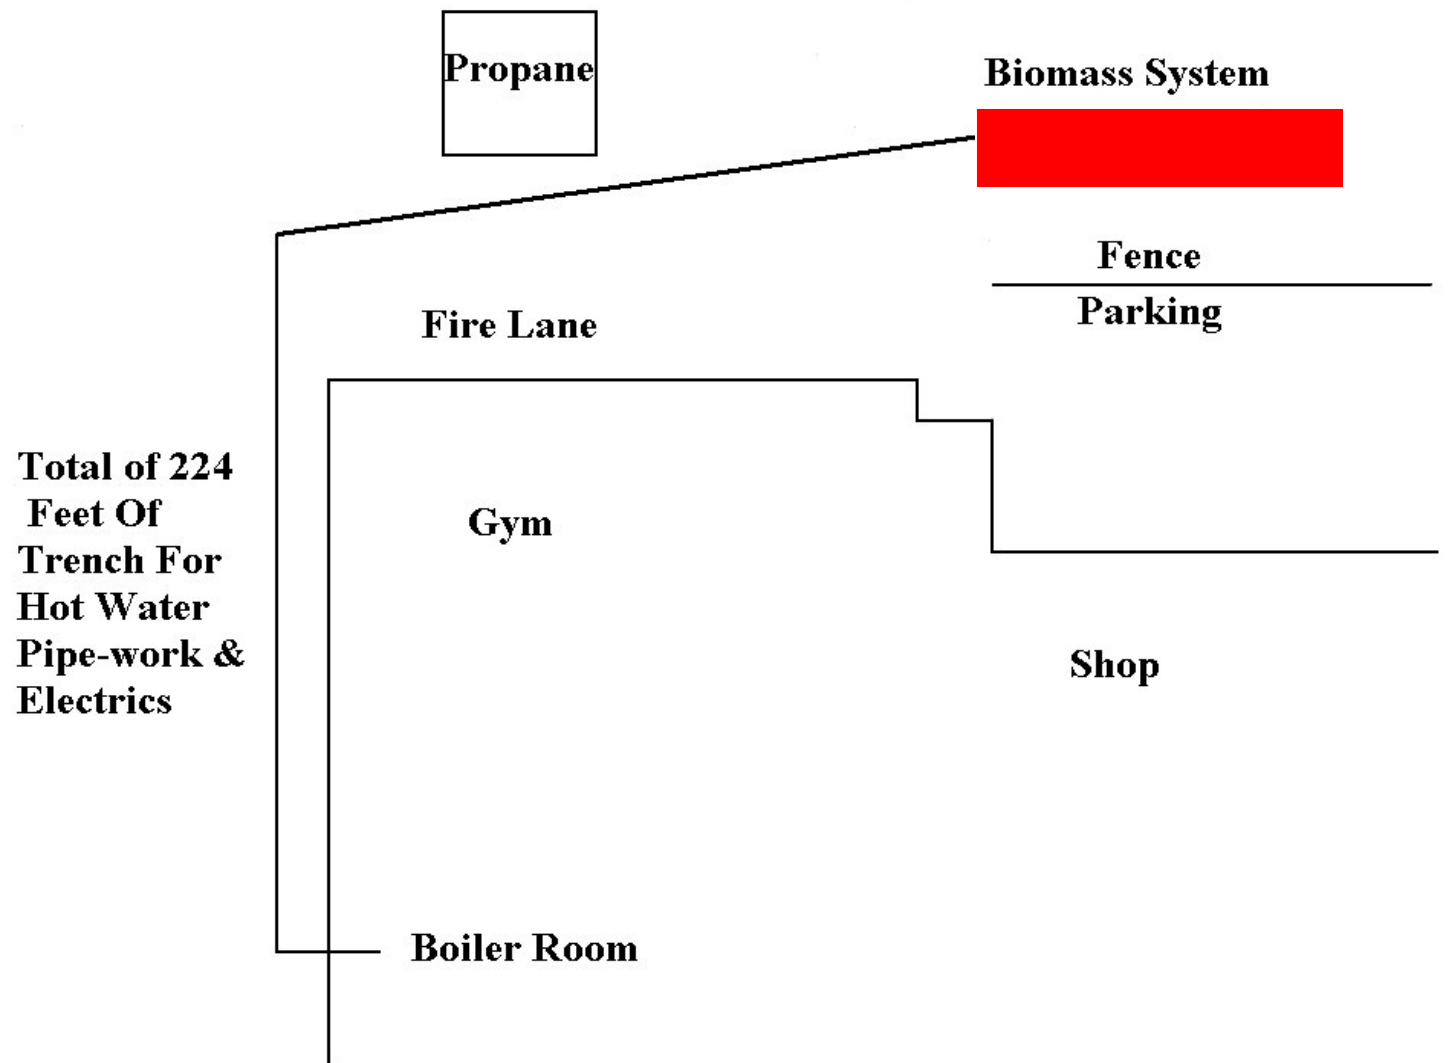 Propane
Biomass System
Fence
Parking
Fire Lane
Total of 224
Feet Of
Trench For
Hot Water
Pipe-work &
Electrics
Gym
Shop
Boiler Room